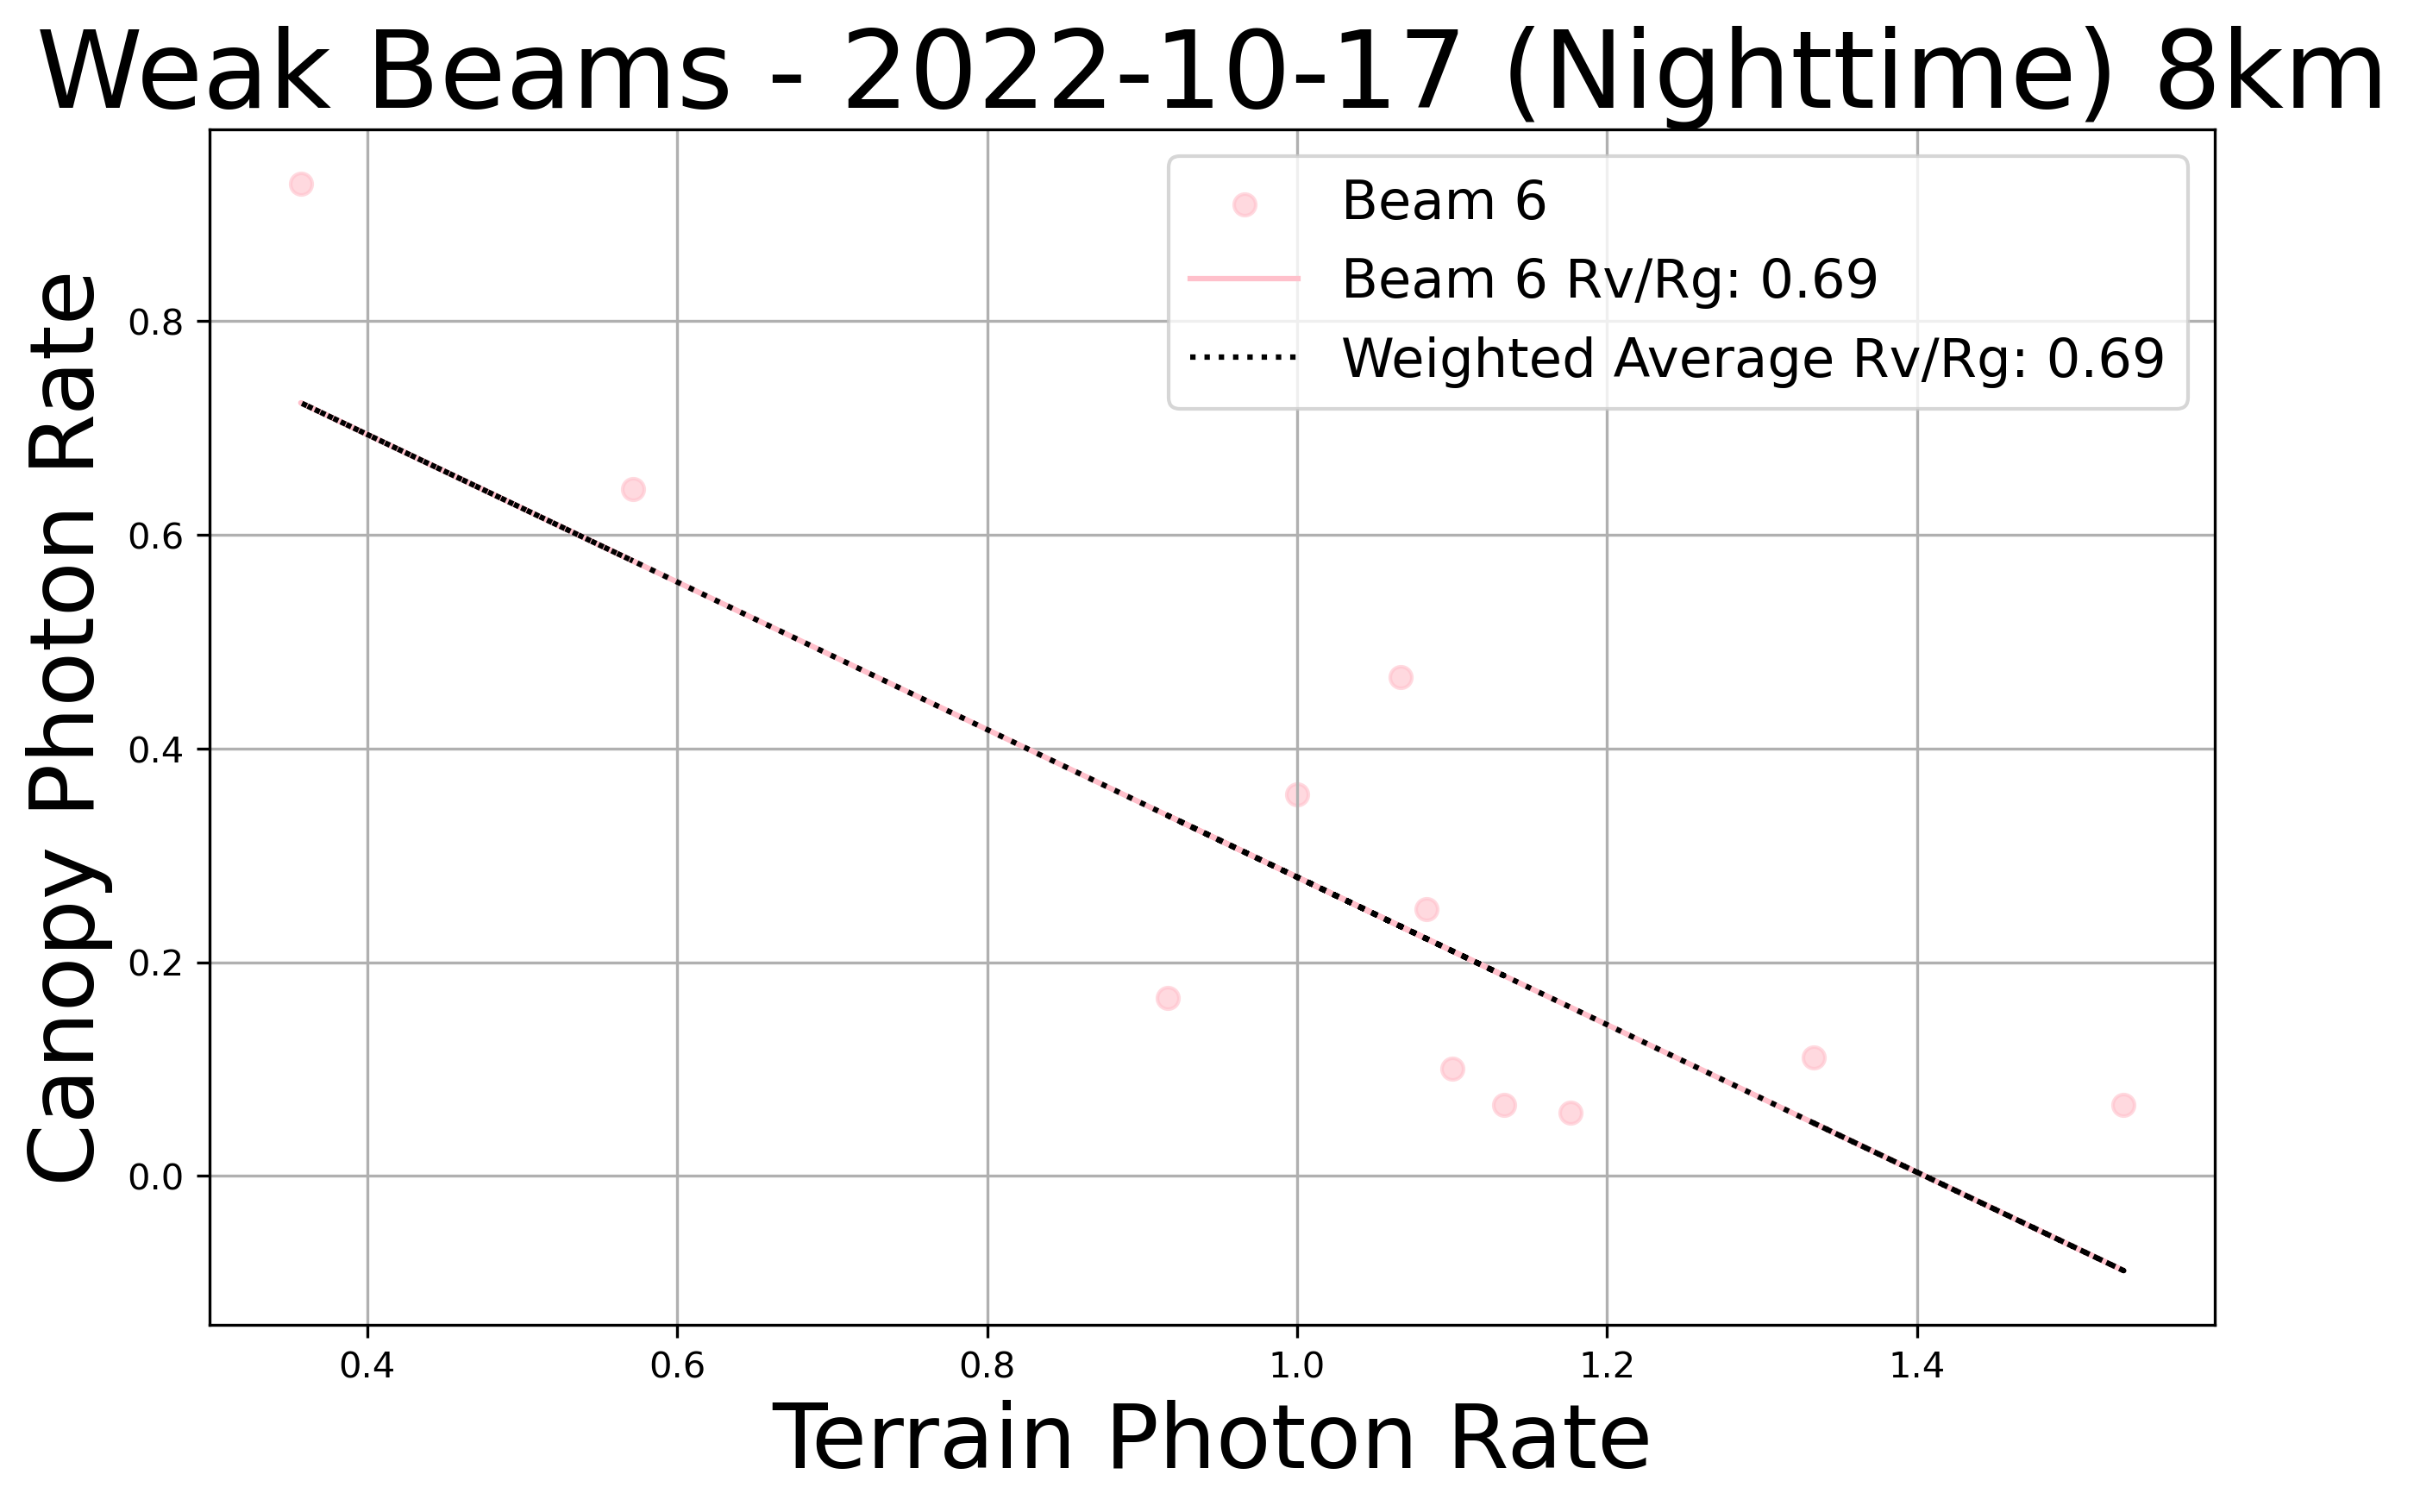 Weak Beams - 2022-10-17 (Nighttime) 8km
Beam 6
Beam 6 Rv/Rg: 0.69
Weighted Average Rv/Rg: 0.69
Canopy Photon Rate
0.8
0.6
0.4
0.2
0.0
0.4 0.6 0.8 1.0 1.2 1.4
Terrain Photon Rate